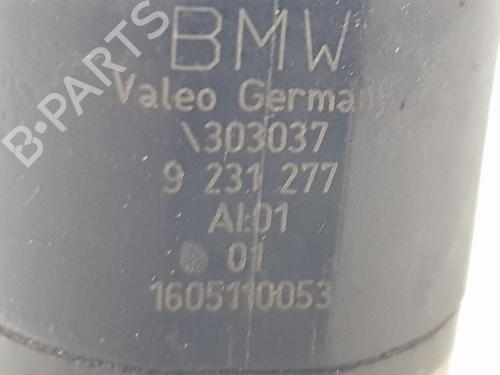 BMW
Valeo German
\303037
9 231 277
AI:01
01
1605110053
B-PARTS